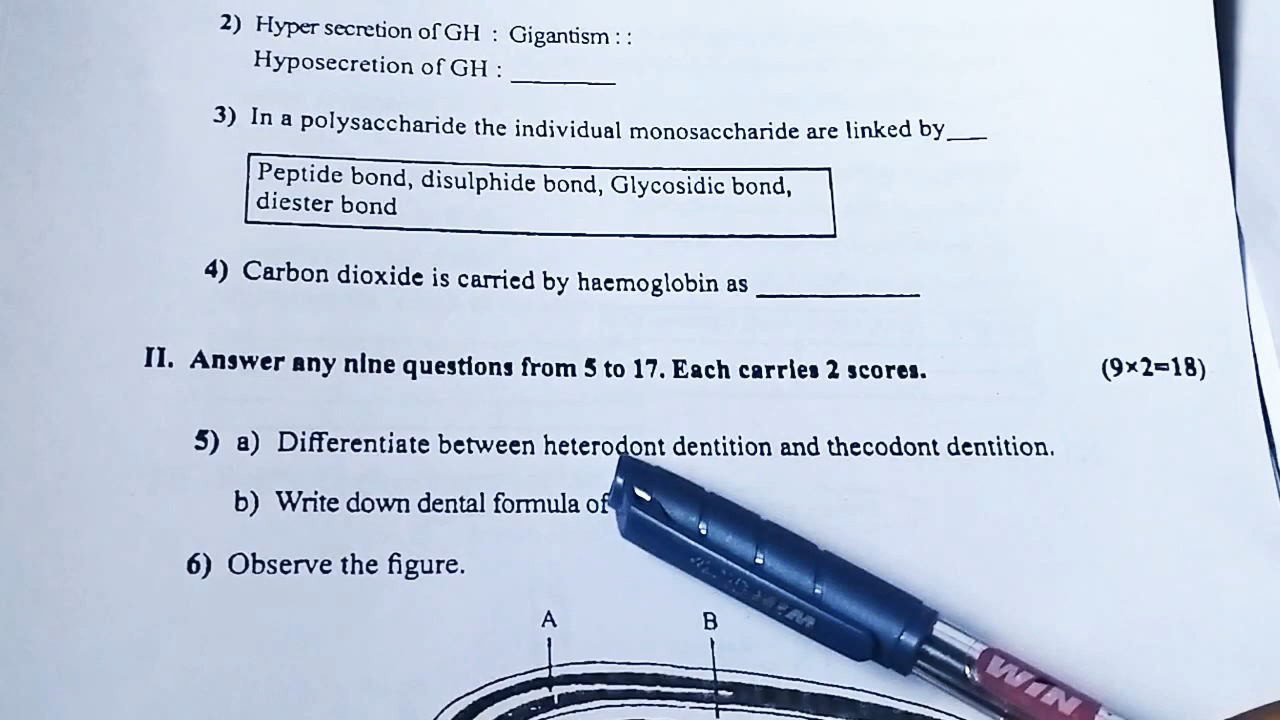 2) Hyper secretion of GH : Gigantism : :
Hyposecretion of GH : ________
3) In a polysaccharide the individual monosaccharide are linked by___
Peptide bond, disulphide bond, Glycosidic bond,
diester bond
4) Carbon dioxide is carried by haemoglobin as ____________
II. Answer any nine questions from 5 to 17. Each carries 2 scores. (9×2=18)
5) a) Differentiate between heterodont dentition and thecodont dentition.
b) Write down dental formula of
6) Observe the figure.
A B
WIN